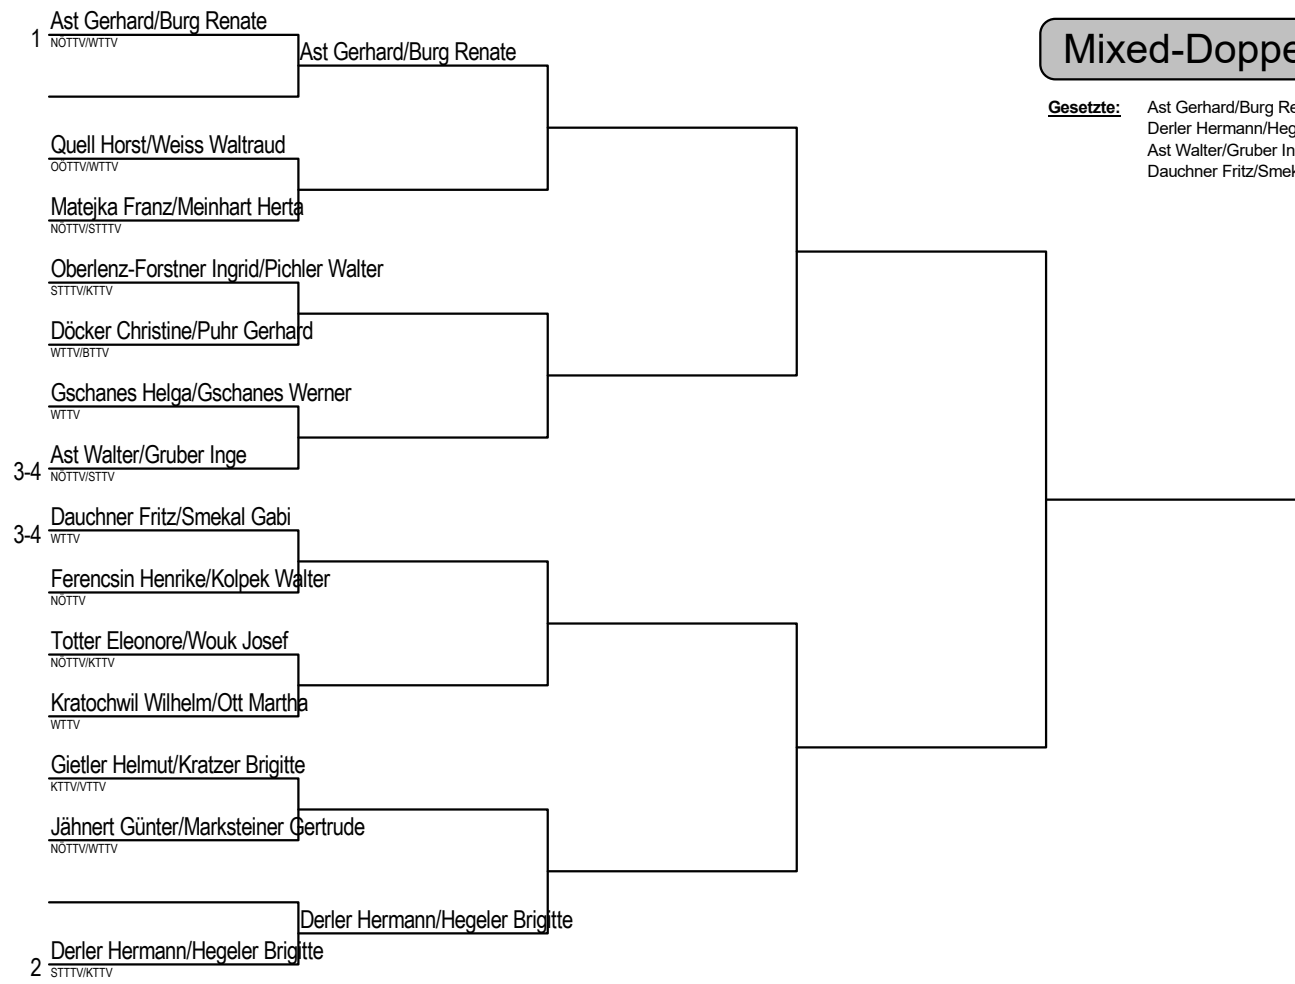 Ast Gerhard/Burg Renate
1
NÖTTV/WTTV
Ast Gerhard/Burg Renate
Quell Horst/Weiss Waltraud
OÖTTV/WTTV
Matejka Franz/Meinhart Herta
NÖTTV/STTTV
Oberlenz-Forstner Ingrid/Pichler Walter
STTTV/KTTV
Döcker Christine/Puhr Gerhard
WTTV/BTTV
Gschanes Helga/Gschanes Werner
WTTV
Ast Walter/Gruber Inge
3-4
NÖTTV/STTV
Dauchner Fritz/Smekal Gabi
3-4
WTTV
Ferencsin Henrike/Kolpek Walter
NÖTTV
Totter Eleonore/Wouk Josef
NÖTTV/KTTV
Kratochwil Wilhelm/Ott Martha
WTTV
Gietler Helmut/Kratzer Brigitte
KTTV/VTTV
Jähnert Günter/Marksteiner Gertrude
NÖTTV/WTTV
Derler Hermann/Hegeler Brigitte
Derler Hermann/Hegeler Brigitte
2
STTTV/KTTV
Mixed-Doppe
Gesetzte: Ast Gerhard/Burg Re
Derler Hermann/Heg
Ast Walter/Gruber In
Dauchner Fritz/Smek